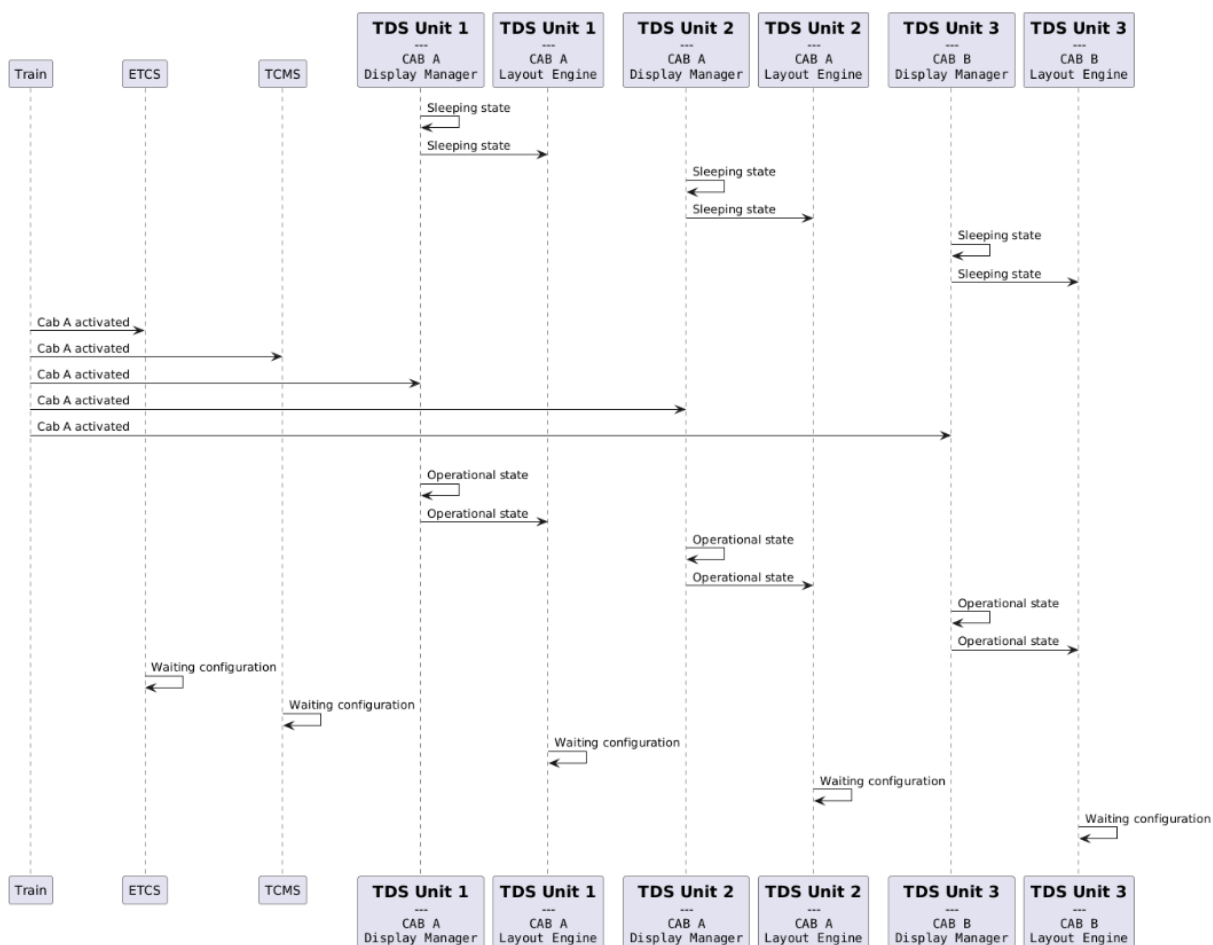 TDS Unit 1
---
CAB A
Display Manager
TDS Unit 1
---
CAB A
Layout Engine
TDS Unit 2
---
CAB A
Display Manager
TDS Unit 2
---
CAB A
Layout Engine
TDS Unit 3
---
CAB B
Display Manager
TDS Unit 3
---
CAB B
Layout Engine
Train
ETCS
TCMS
Sleeping state
Sleeping state
Sleeping state
Sleeping state
Sleeping state
Sleeping state
Cab A activated
Cab A activated
Cab A activated
Cab A activated
Cab A activated
Operational state
Operational state
Operational state
Operational state
Operational state
Operational state
Waiting configuration
Waiting configuration
Waiting configuration
Waiting configuration
Waiting configuration
Train
ETCS
TCMS
TDS Unit 1
---
CAB A
Display Manager
TDS Unit 1
---
CAB A
Layout Engine
TDS Unit 2
---
CAB A
Display Manager
TDS Unit 2
---
CAB A
Layout Engine
TDS Unit 3
---
CAB B
Display Manager
TDS Unit 3
---
CAB B
Layout Engine